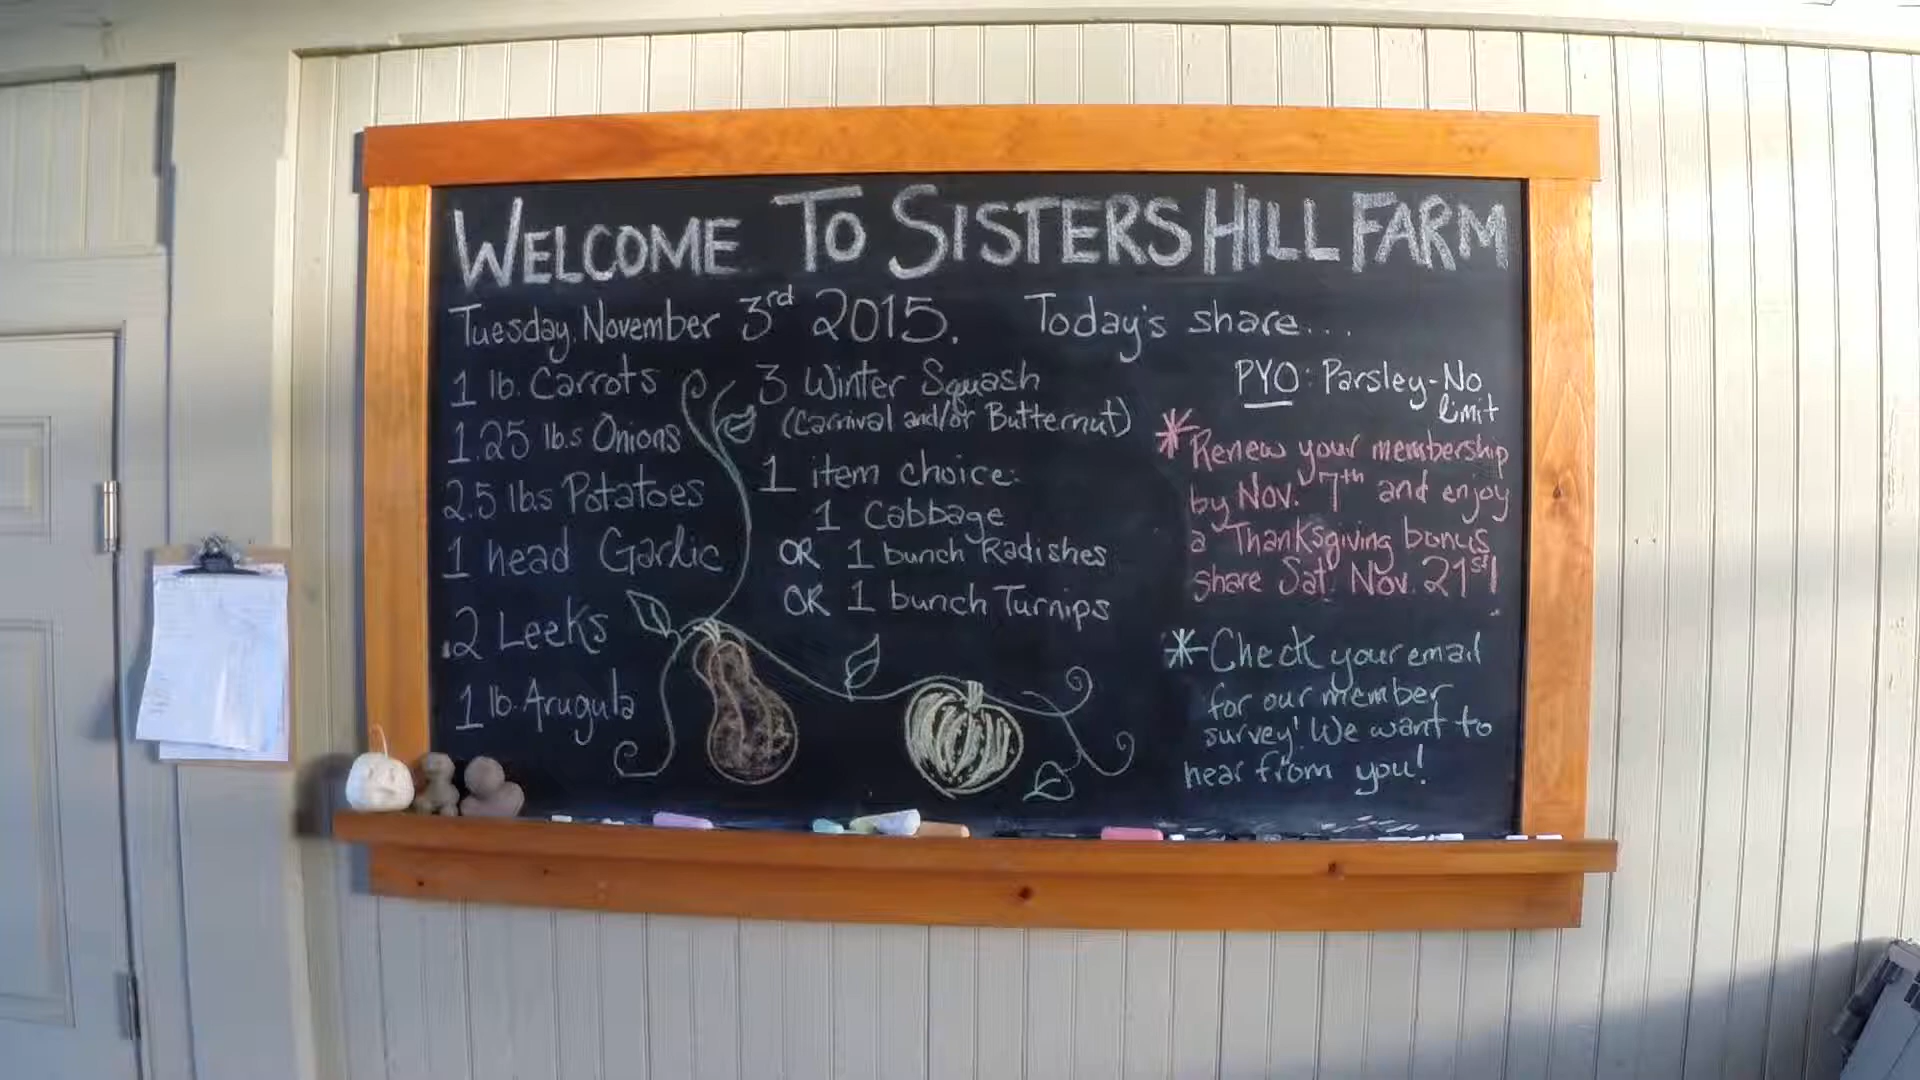 WELCOME TO SISTERS HILL FARM
Tuesday, November 3rd 2015. Today's share...
1 lb. Carrots
1.25 lb.s Onions
2.5 lbs Potatoes
1 head Garlic
2 Leeks
1 lb. Arugula
3 Winter Squash
(Carnival and/or Butternut)
1 item choice:
1 Cabbage
OR 1 bunch Radishes
OR 1 bunch Turnips
PYO: Parsley-No
limit
*Renew your membership
by Nov. 7th and enjoy
a Thanksgiving bonus
share Sat. Nov. 21st!
*Check your email
for our member
survey! We want to
hear from you!